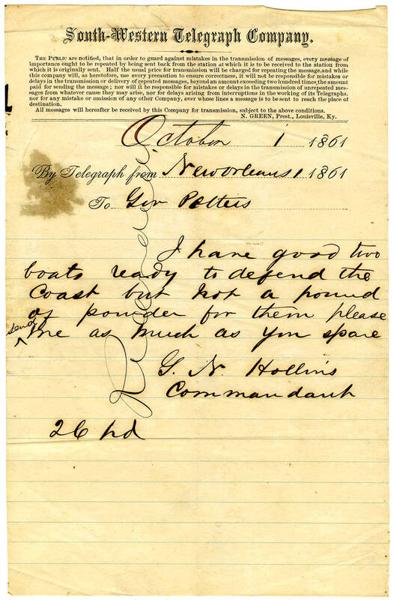 South-Western Telegraph Company.
THE PUBLIC are notified, that in order to guard against mistakes in the transmission of messages, every message of
importance ought to be repeated by being sent back from the station at which it is to be received to the station from
which it is originally sent. Half the usual price for transmission will be charged for repeating the message, and while
this company will, as heretofore, use every precaution to ensure correctness, it will not be responsible for mistakes or
delays in the transmission or delivery of repeated messages, beyond an amount exceeding two hundred times, the amount
paid for sending the message; nor will it be responsible for mistakes or delays in the transmission of unrepeated mes-
sages from whatever cause they may arise, nor for delays arising from interruptions in the working of its Telegraphs,
nor for any mistake or omission of any other Company, over whose lines a message is to be sent to reach the place of
destination.
All messages will hereafter be received by this Company for transmission, subject to the above conditions.
N. GREEN, Prest., Louisville, Ky.
October 1 1861
By Telegraph from New Orleans 1 1861
To Gov Pettus
I have good two
boats ready to defend the
Coast but not a pound
of powder for them please
send me as much as you spare
G. N. Hollins
Commandant
26 pd